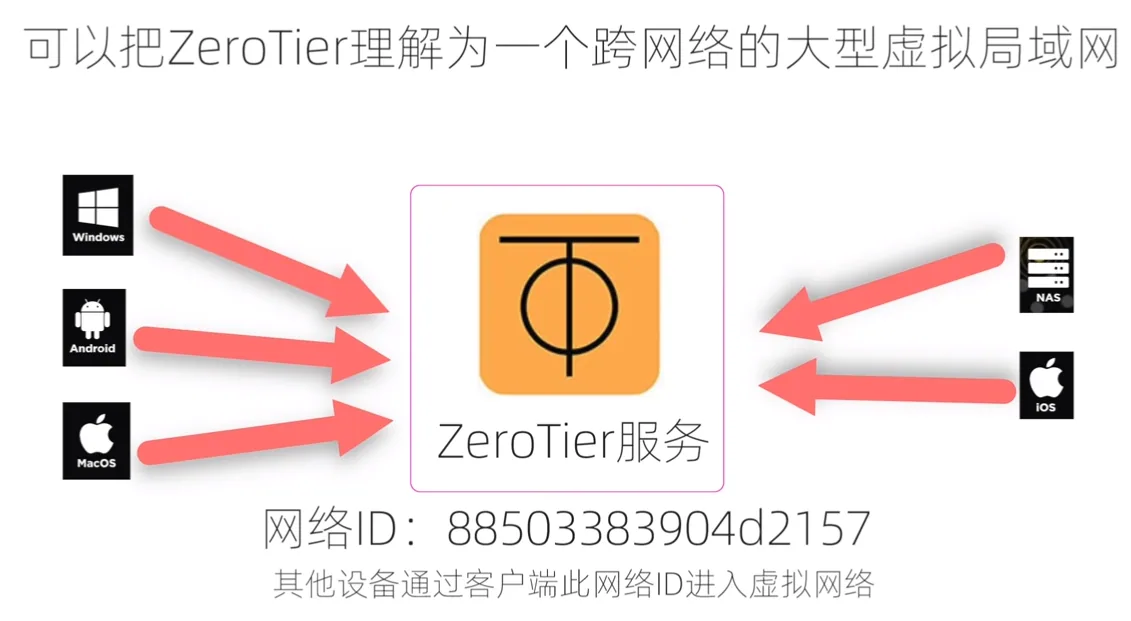 可以把ZeroTier理解为一个跨网络的大型虚拟局域网
Windows
Android
MacOS
ZeroTier服务
NAS
iOS
网络ID：88503383904d2157
其他设备通过客户端此网络ID进入虚拟网络